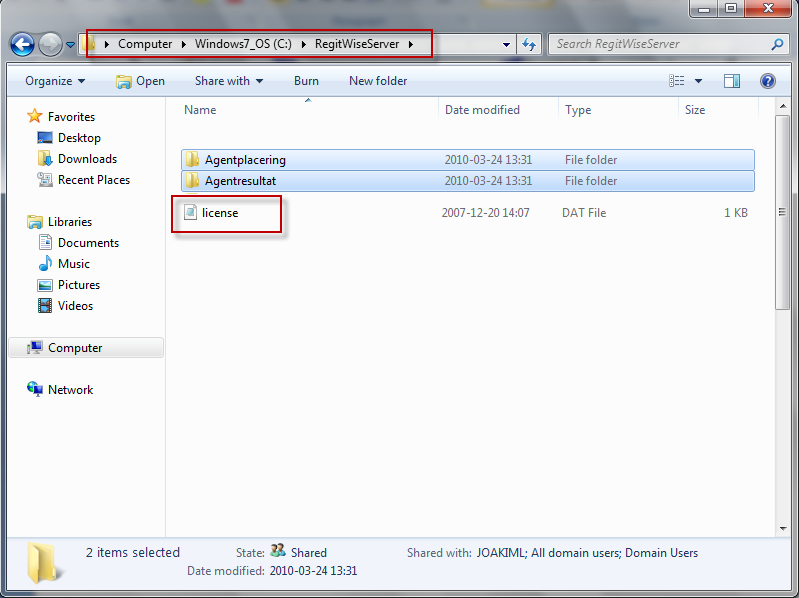 Computer Windows7_OS (C:) RegitWiseServer Search RegitWiseServer
Organize Open Share with Burn New folder
Name Date modified Type Size
Favorites
Desktop
Downloads
Recent Places
Libraries
Documents
Music
Pictures
Videos
Computer
Network
Agentplacering 2010-03-24 13:31 File folder
Agentresultat 2010-03-24 13:31 File folder
license 2007-12-20 14:07 DAT File 1 KB
2 items selected State: Shared Shared with: JOAKIML; All domain users; Domain Users
Date modified: 2010-03-24 13:31